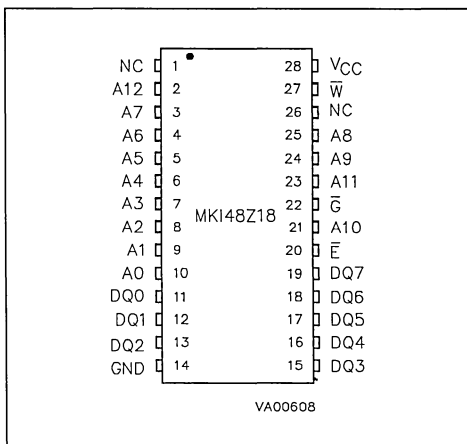 NC 1 28 VCC
A12 2 27 W̅
A7 3 26 NC
A6 4 25 A8
A5 5 24 A9
A4 6 23 A11
A3 7 22 G̅
MKI48Z18
A2 8 21 A10
A1 9 20 E̅
A0 10 19 DQ7
DQ0 11 18 DQ6
DQ1 12 17 DQ5
DQ2 13 16 DQ4
GND 14 15 DQ3
VA00608